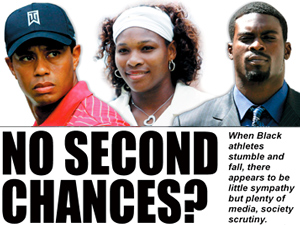 TW
NO SECOND
CHANCES?
When Black
athletes
stumble and
fall, there
appears to be
little sympathy
but plenty of
media, society
scrutiny.